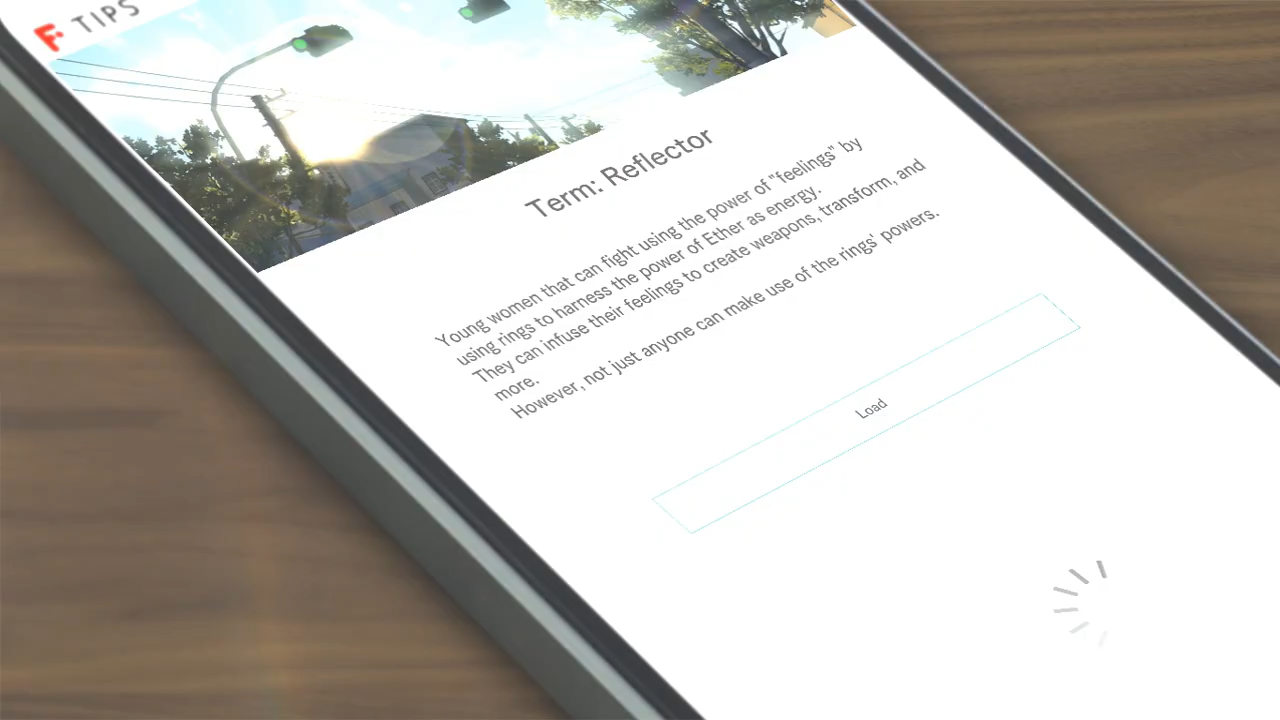 F TIPS
Term: Reflector
Young women that can fight using the power of "feelings" by
using rings to harness the power of Ether as energy.
They can infuse their feelings to create weapons, transform, and
more.
However, not just anyone can make use of the rings' powers.
Load